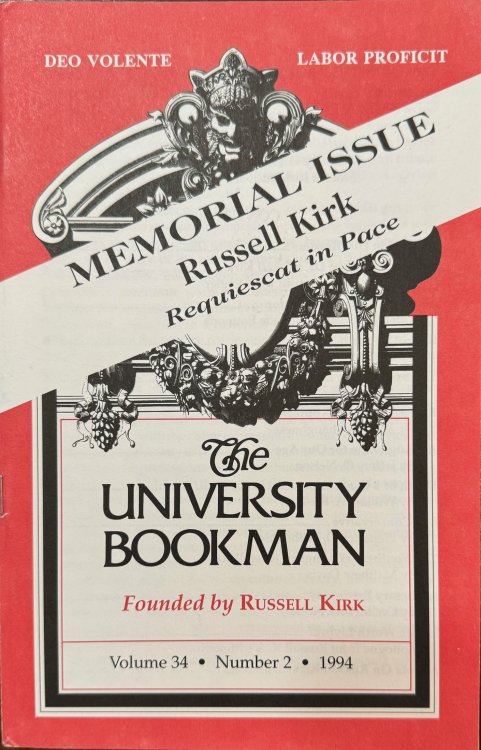 DEO VOLENTE
LABOR PROFICIT
MEMORIAL ISSUE
Russell Kirk
Requiescat in Pace
The
UNIVERSITY
BOOKMAN
Founded by RUSSELL KIRK
Volume 34 • Number 2 • 1994